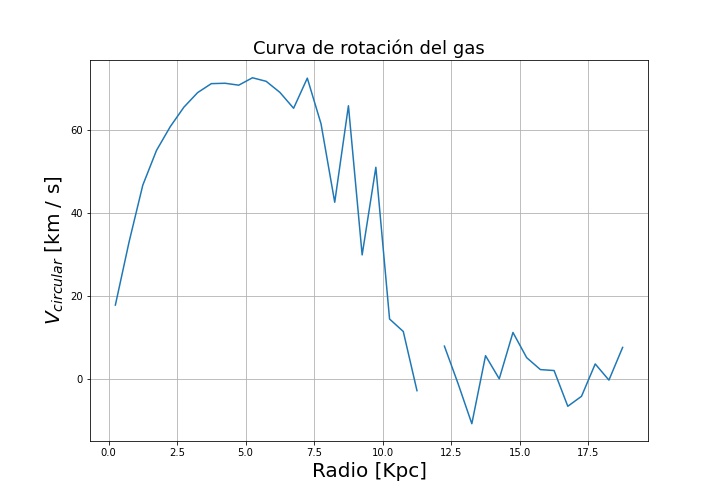 Curva de rotación del gas
V_circular [km / s]
60
40
20
0
0.0 2.5 5.0 7.5 10.0 12.5 15.0 17.5
Radio [Kpc]